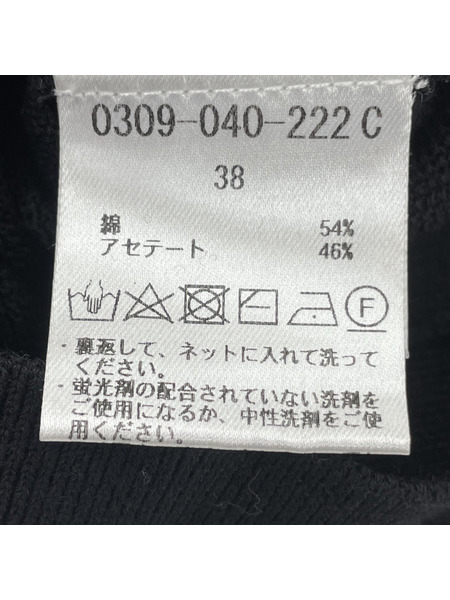 0309-040-222 C
38
綿 54%
アセテート 46%
F
・裏返して、ネットに入れて洗って
ください。
・蛍光剤の配合されていない洗剤を
ご使用になるか、中性洗剤をご使
用ください。